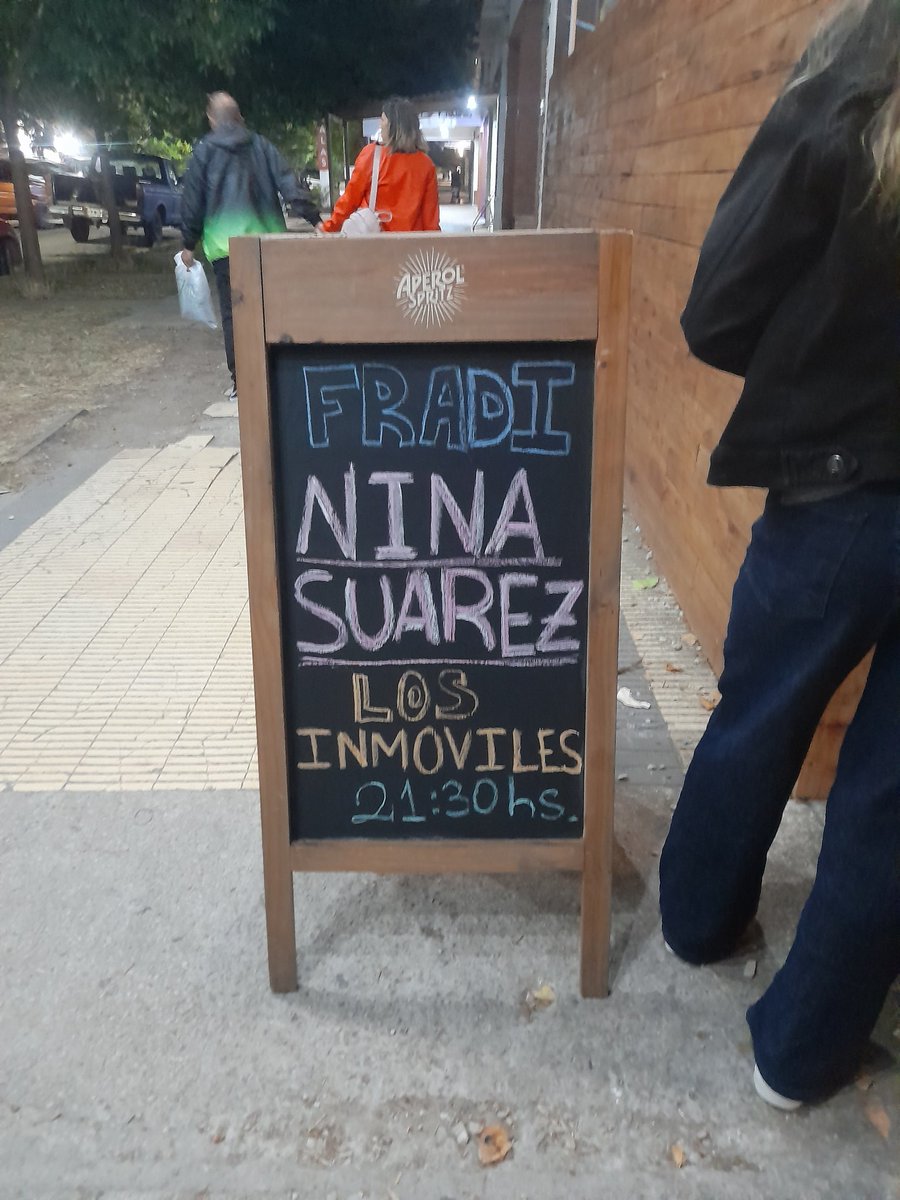 APEROL
SPRITZ
FRADI
NINA
SUAREZ
LOS
INMOVILES
21:30hs.